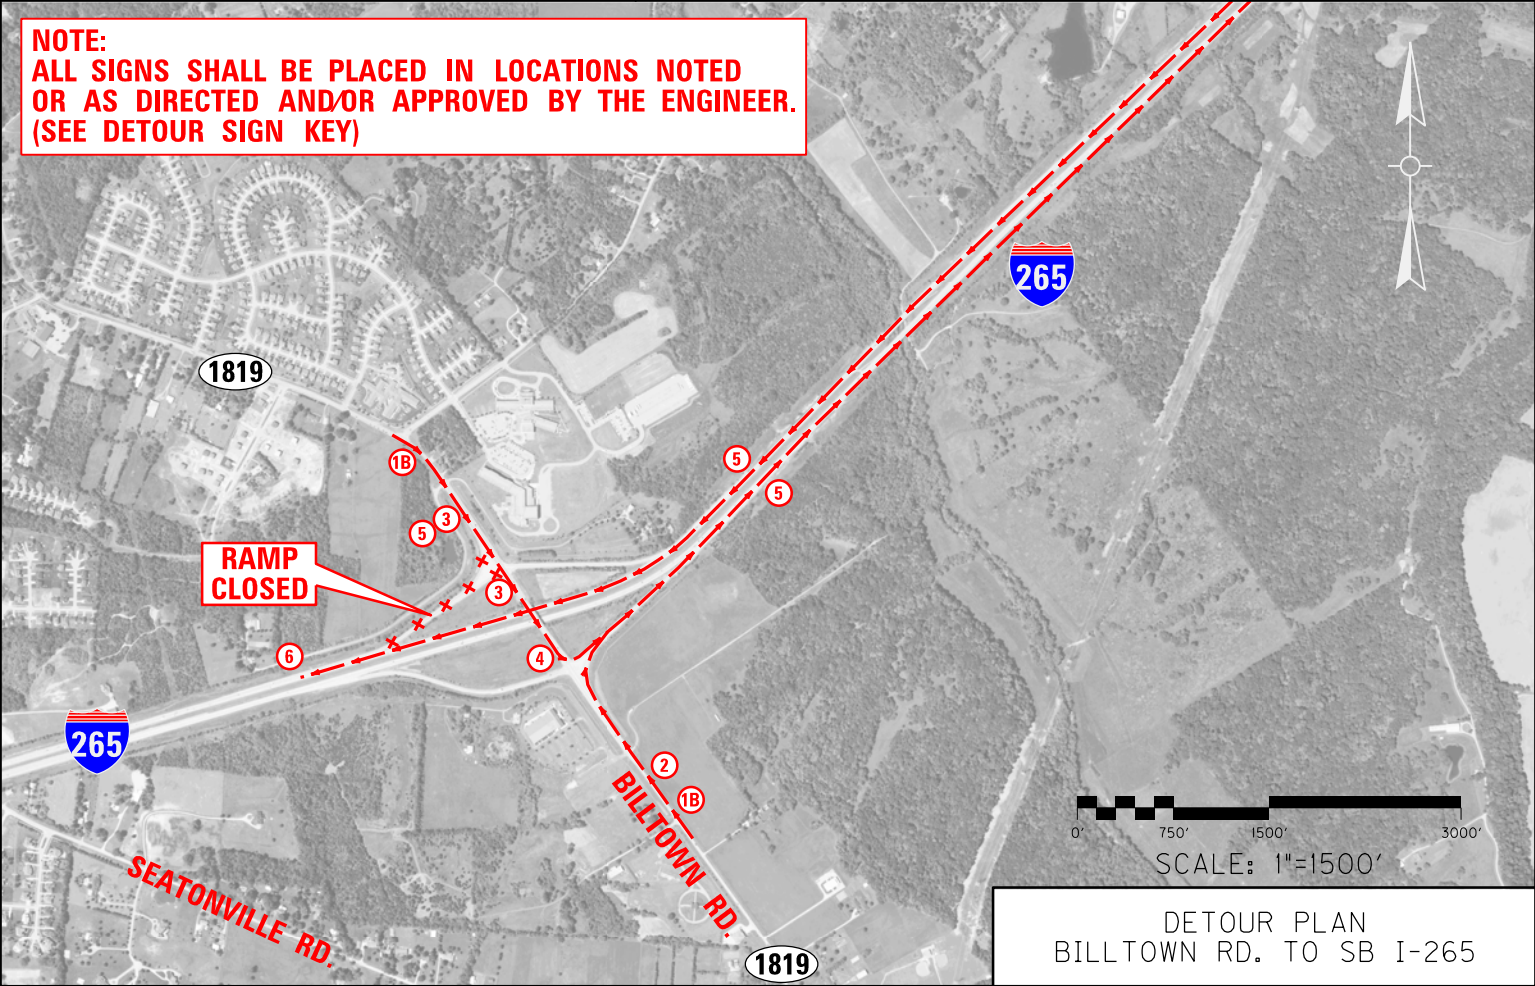 NOTE:
ALL SIGNS SHALL BE PLACED IN LOCATIONS NOTED
OR AS DIRECTED AND/OR APPROVED BY THE ENGINEER.
(SEE DETOUR SIGN KEY)
265
1819
1B
5
5
3
5
RAMP
CLOSED
3
6
4
265
2
1B
BILLTOWN RD.
SEATONVILLE RD.
1819
0' 750' 1500' 3000'
SCALE: 1"=1500'
DETOUR PLAN
BILLTOWN RD. TO SB I-265